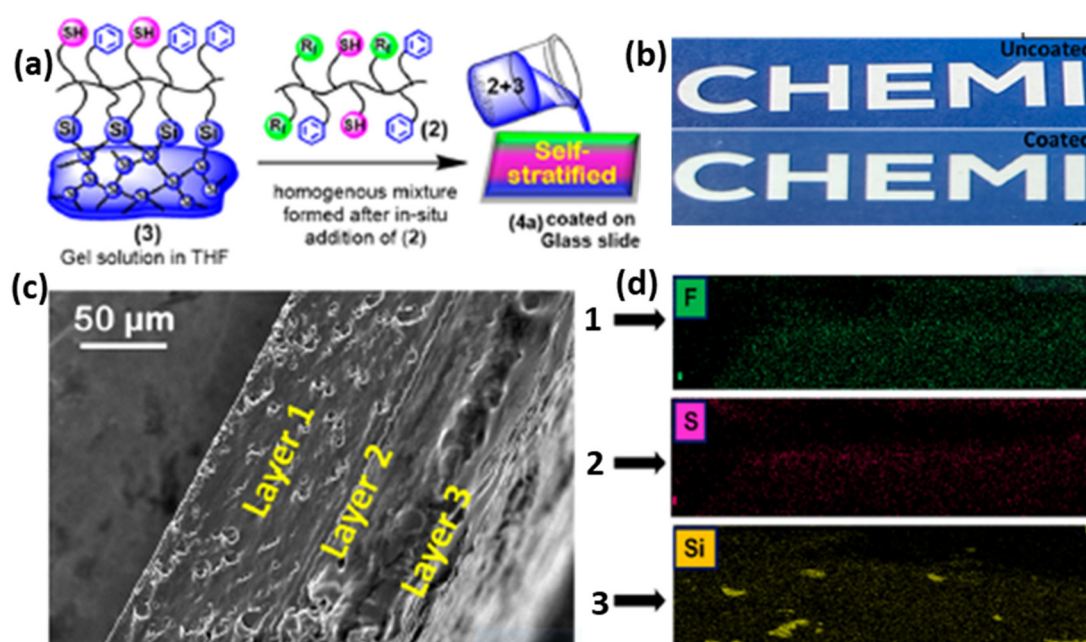 (a)
SH
SH
Si
Si
Si
Si
(3)
Gel solution in THF
Rf
SH
Rf
Rf
SH
(2)
homogenous mixture
formed after in-situ
addition of (2)
2+3
Self-
stratified
(4a) coated on
Glass slide
(b)
Uncoated
CHEMI
Coated
CHEMI
(c)
50 µm
Layer 1
Layer 2
Layer 3
(d)
1
F
2
S
3
Si